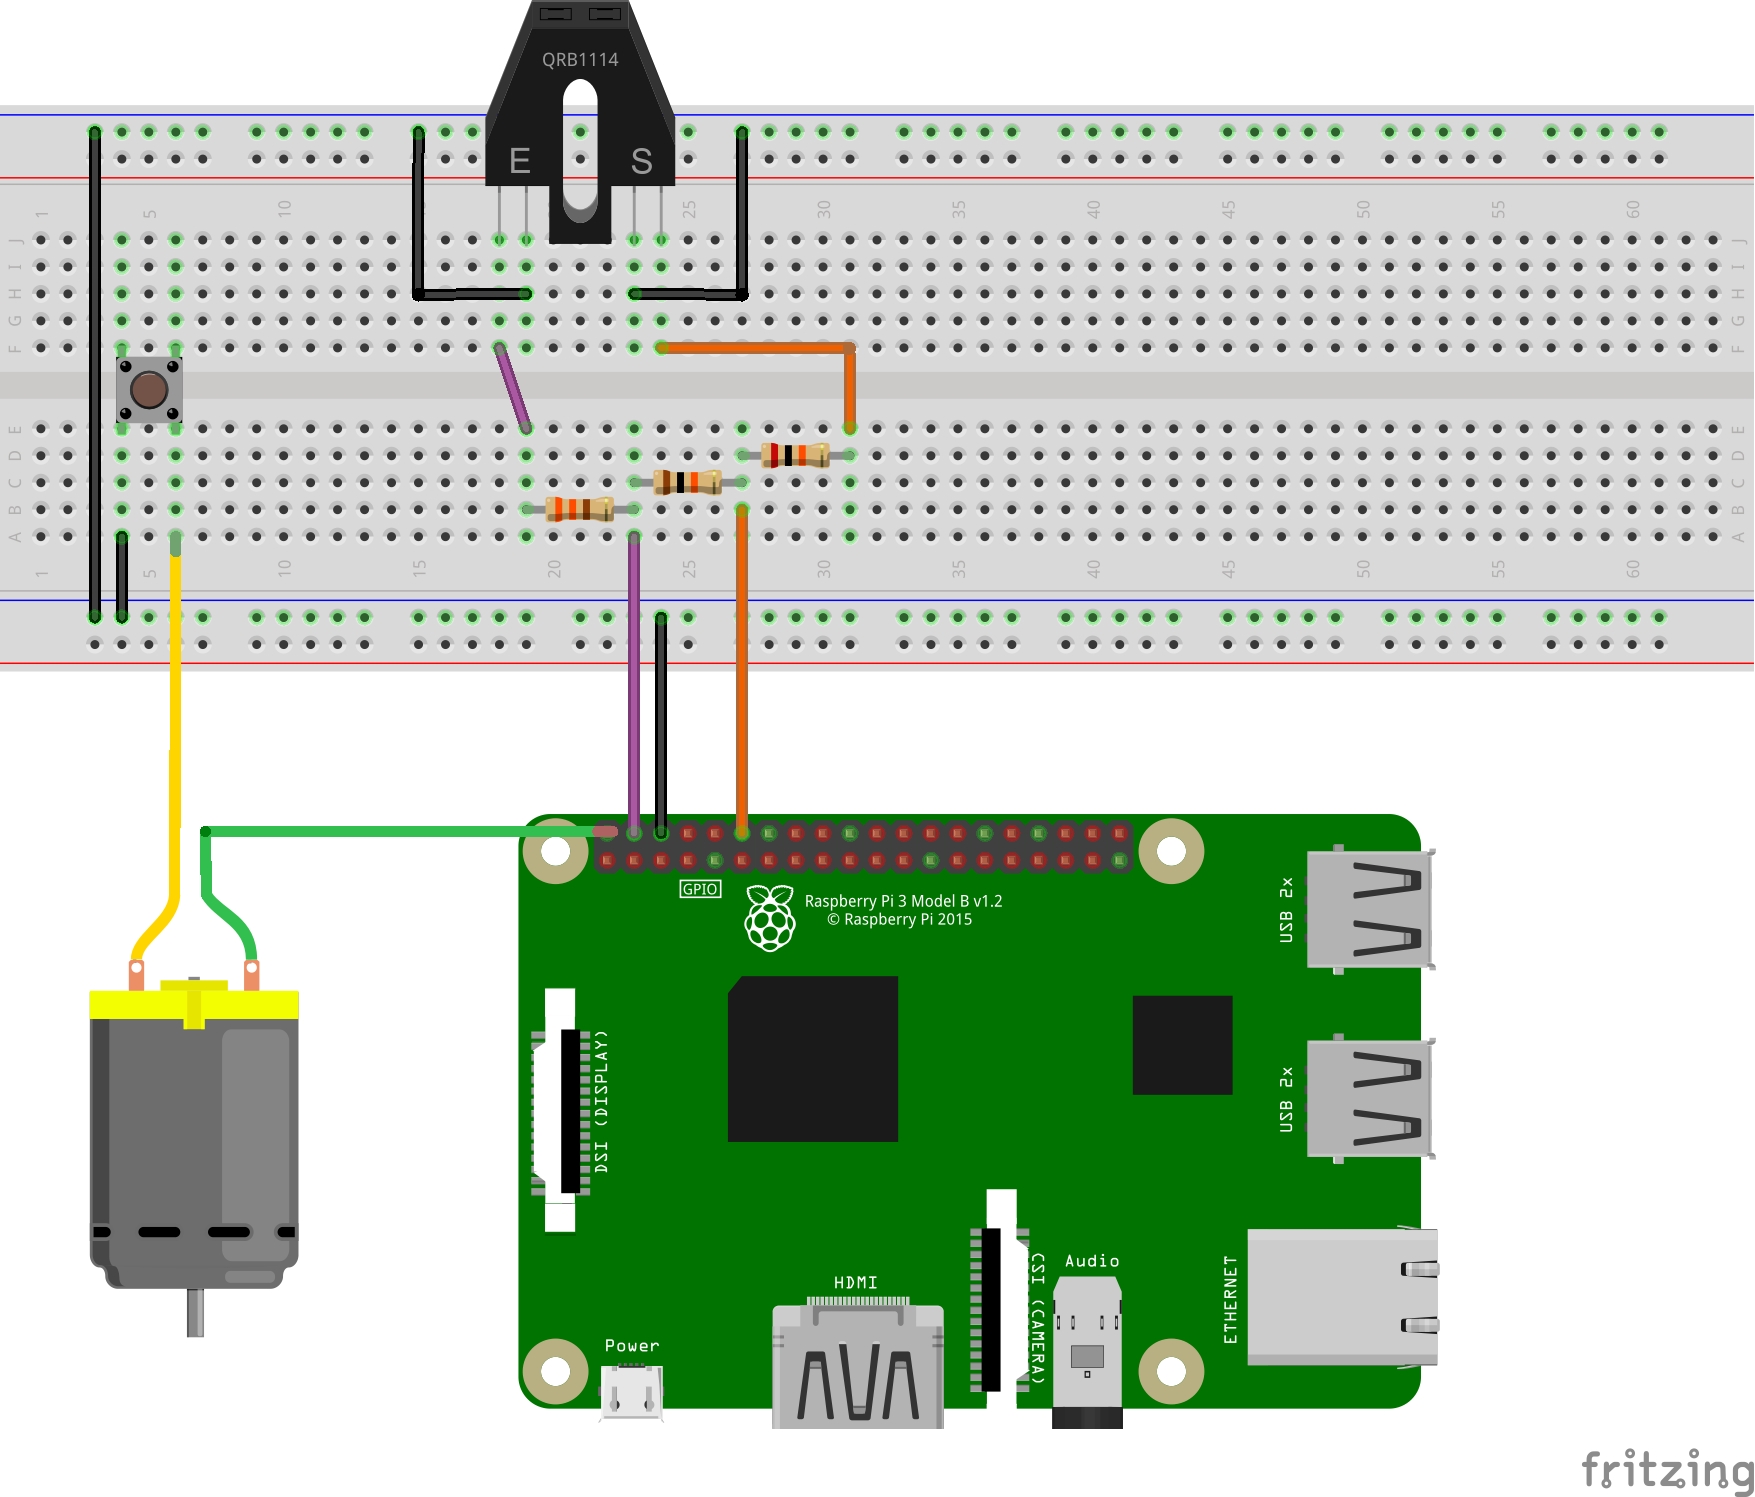 QRB1114
E S
1 5 10 15 20 25 30 35 40 45 50 55 60
J J
I I
H H
G G
F F
E E
D D
C C
B B
A A
1 5 10 15 20 25 30 35 40 45 50 55 60
GPIO
Raspberry Pi 3 Model B v1.2
© Raspberry Pi 2015
USB 2x
DSI (DISPLAY)
USB 2x
CSI (CAMERA)
Audio
ETHERNET
HDMI
Power
fritzing